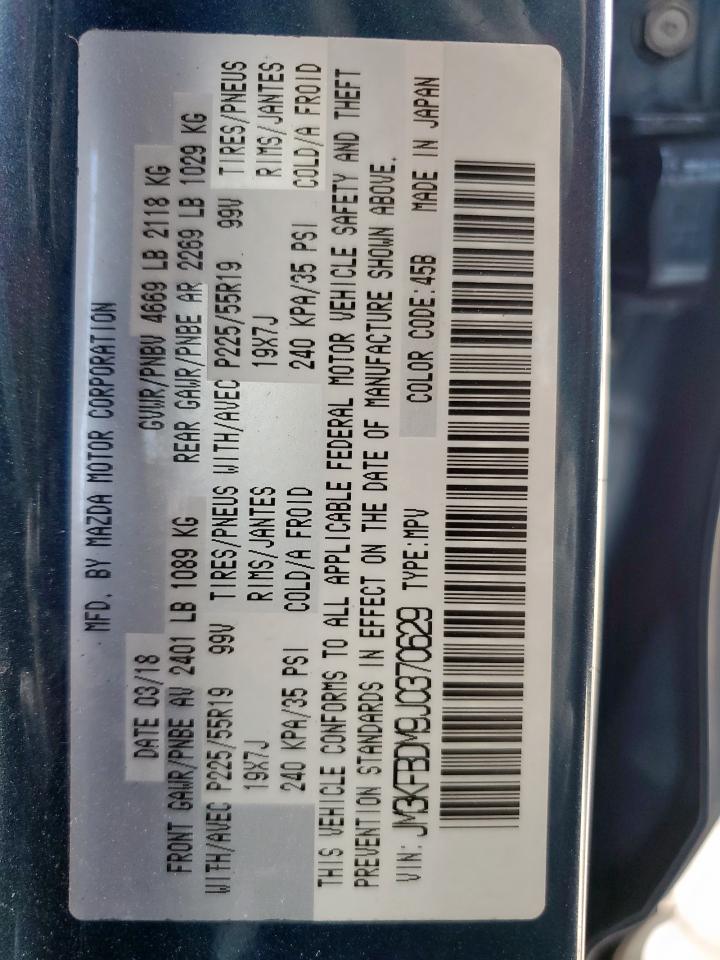 MFD. BY MAZDA MOTOR CORPORATION
DATE 03/18 GVWR/PNBV 4669 LB 2118 KG
FRONT GAWR/PNBE AV 2401 LB 1089 KG REAR GAWR/PNBE AR 2269 LB 1029 KG
WITH/AVEC P225/55R19 99V TIRES/PNEUS WITH/AVEC P225/55R19 99V TIRES/PNEUS
19X7J RIMS/JANTES 19X7J RIMS/JANTES
240 KPA/35 PSI COLD/A FROID 240 KPA/35 PSI COLD/A FROID
THIS VEHICLE CONFORMS TO ALL APPLICABLE FEDERAL MOTOR VEHICLE SAFETY AND THEFT
PREVENTION STANDARDS IN EFFECT ON THE DATE OF MANUFACTURE SHOWN ABOVE.
VIN: JM3KFBDM9J0370629 TYPE:MPV COLOR CODE:45B MADE IN JAPAN